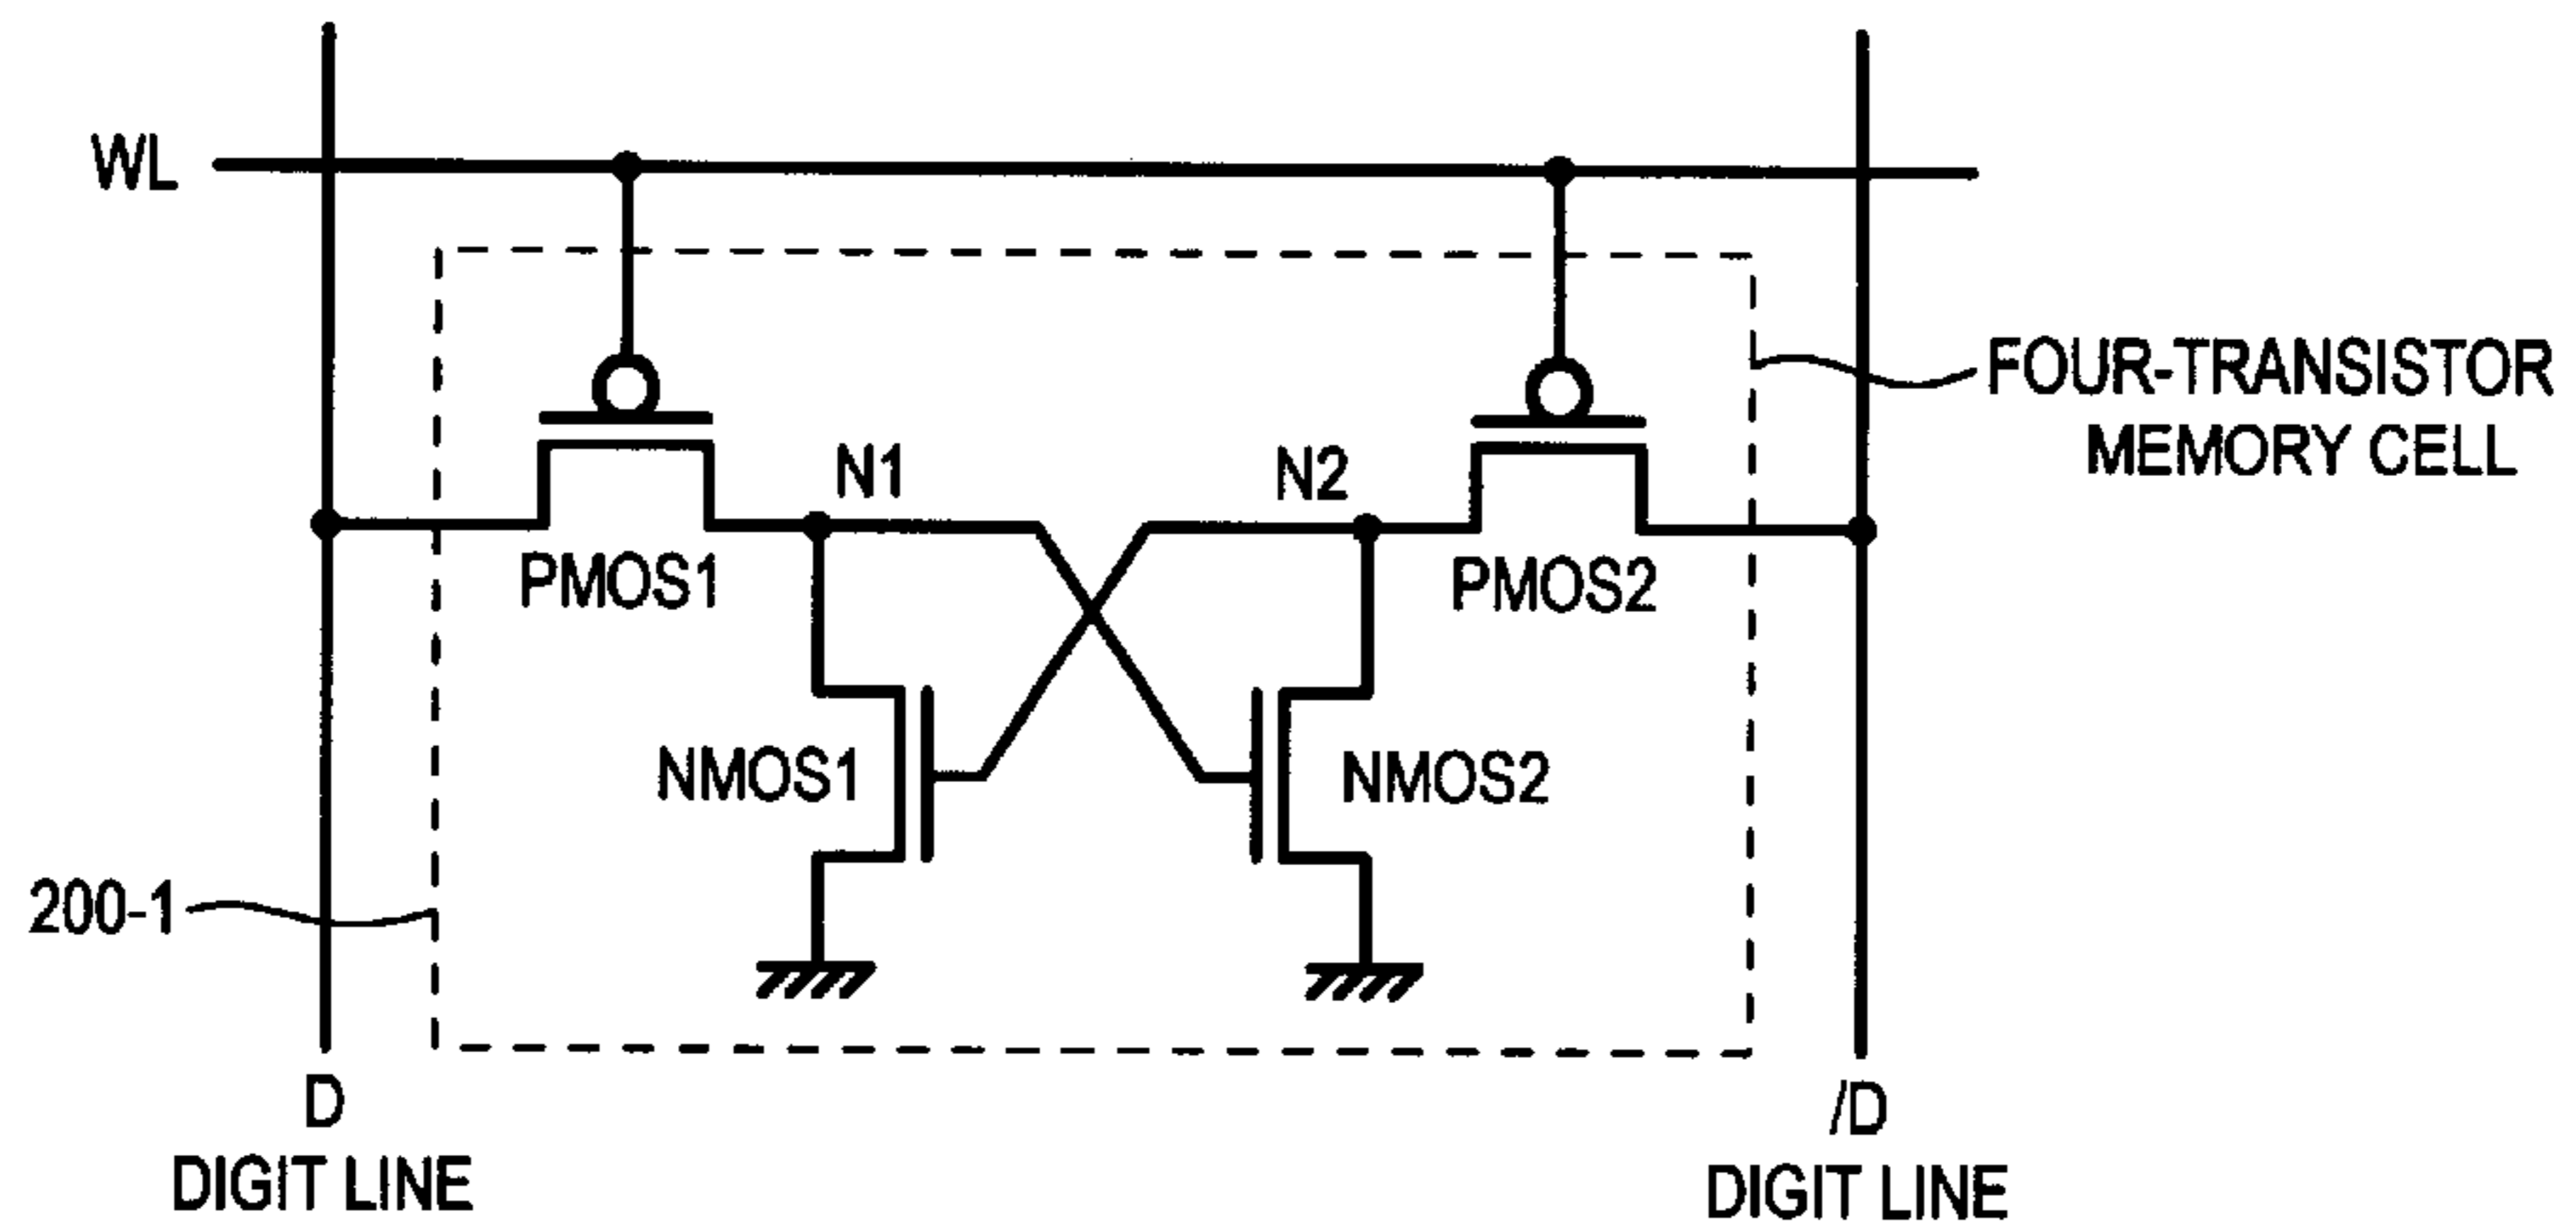 WL
FOUR-TRANSISTOR
MEMORY CELL
N1
N2
PMOS1
PMOS2
NMOS1
NMOS2
200-1
D
DIGIT LINE
/D
DIGIT LINE